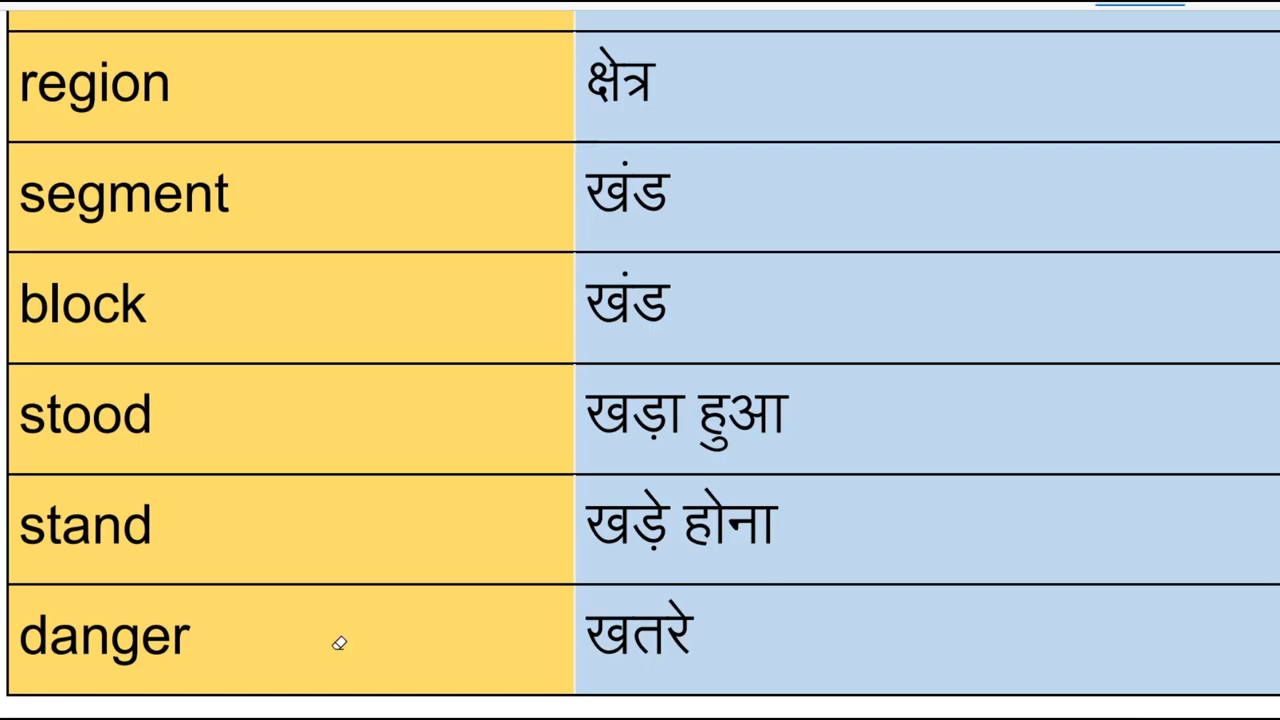 region क्षेत्र
segment खंड
block खंड
stood खड़ा हुआ
stand खड़े होना
danger खतरे